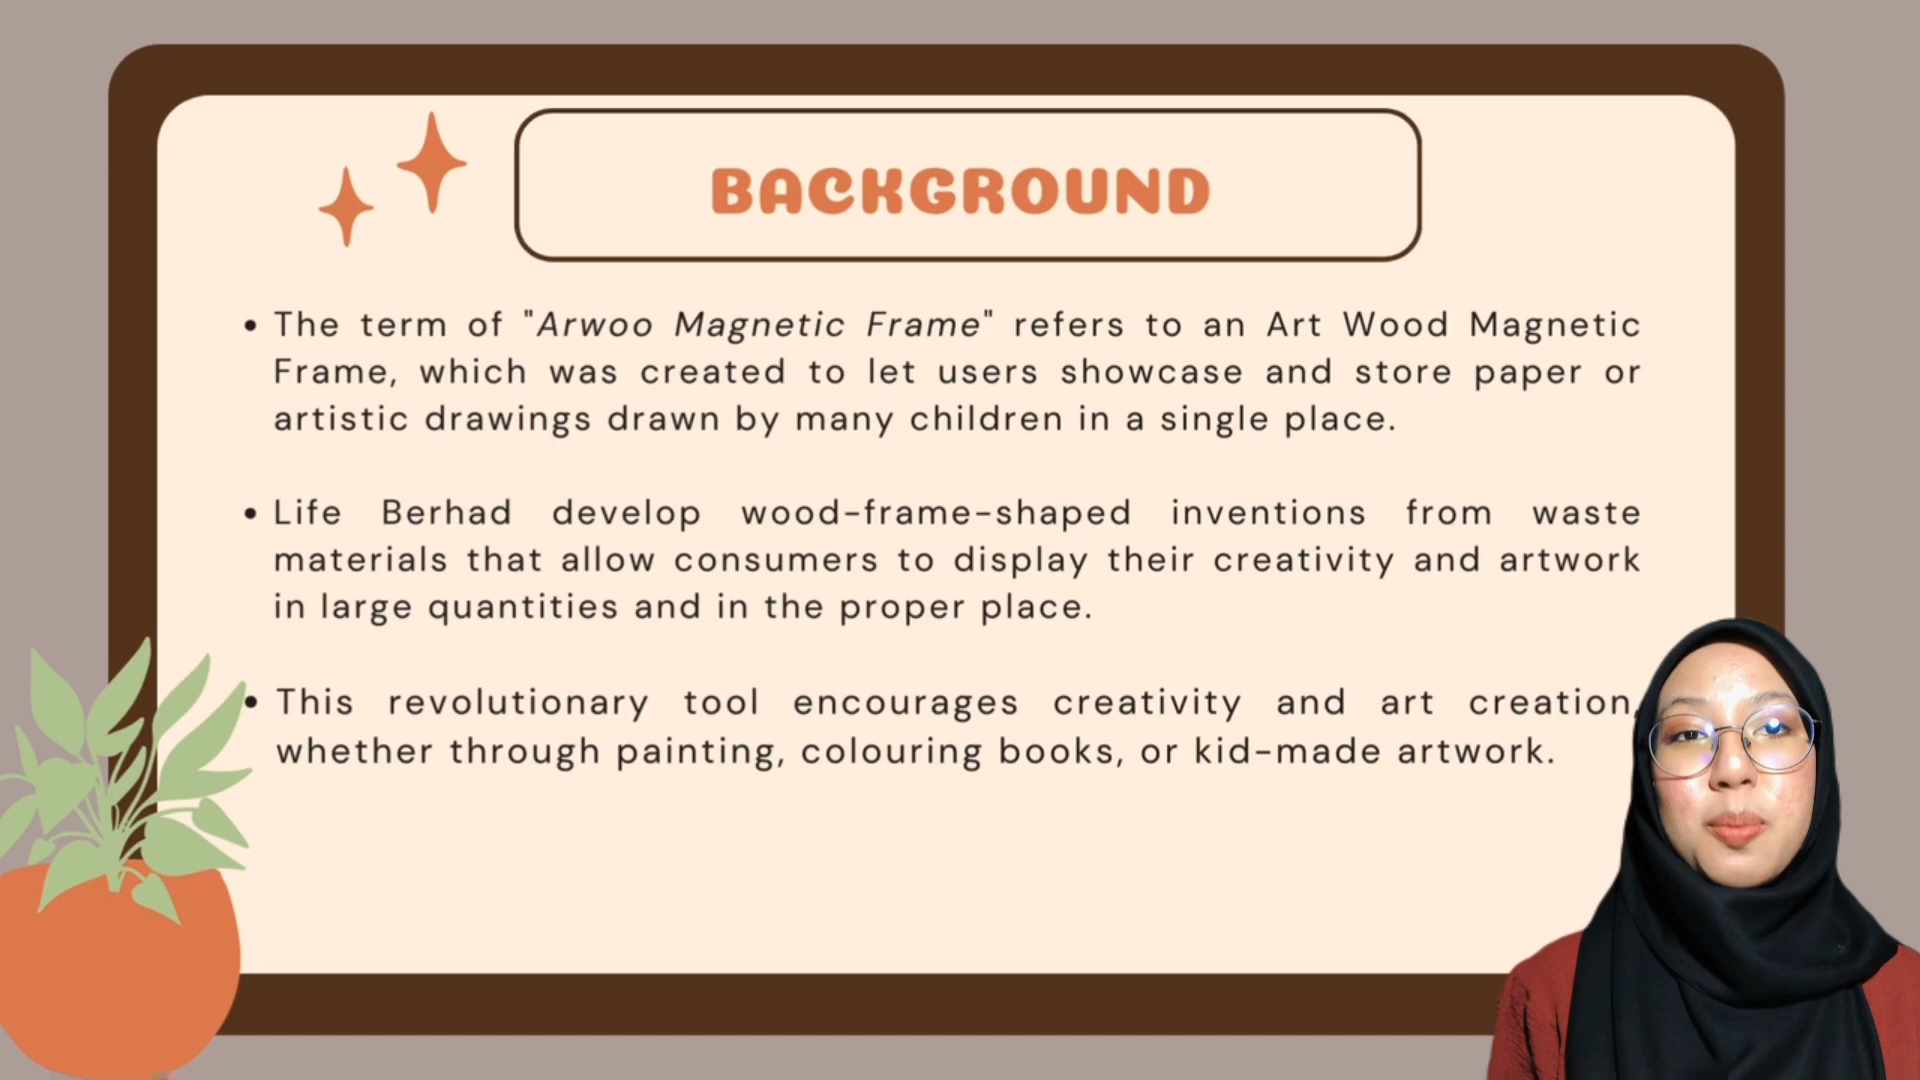 BACKGROUND
• The term of "Arwoo Magnetic Frame" refers to an Art Wood Magnetic
Frame, which was created to let users showcase and store paper or
artistic drawings drawn by many children in a single place.
• Life Berhad develop wood-frame-shaped inventions from waste
materials that allow consumers to display their creativity and artwork
in large quantities and in the proper place.
• This revolutionary tool encourages creativity and art creation,
whether through painting, colouring books, or kid-made artwork.